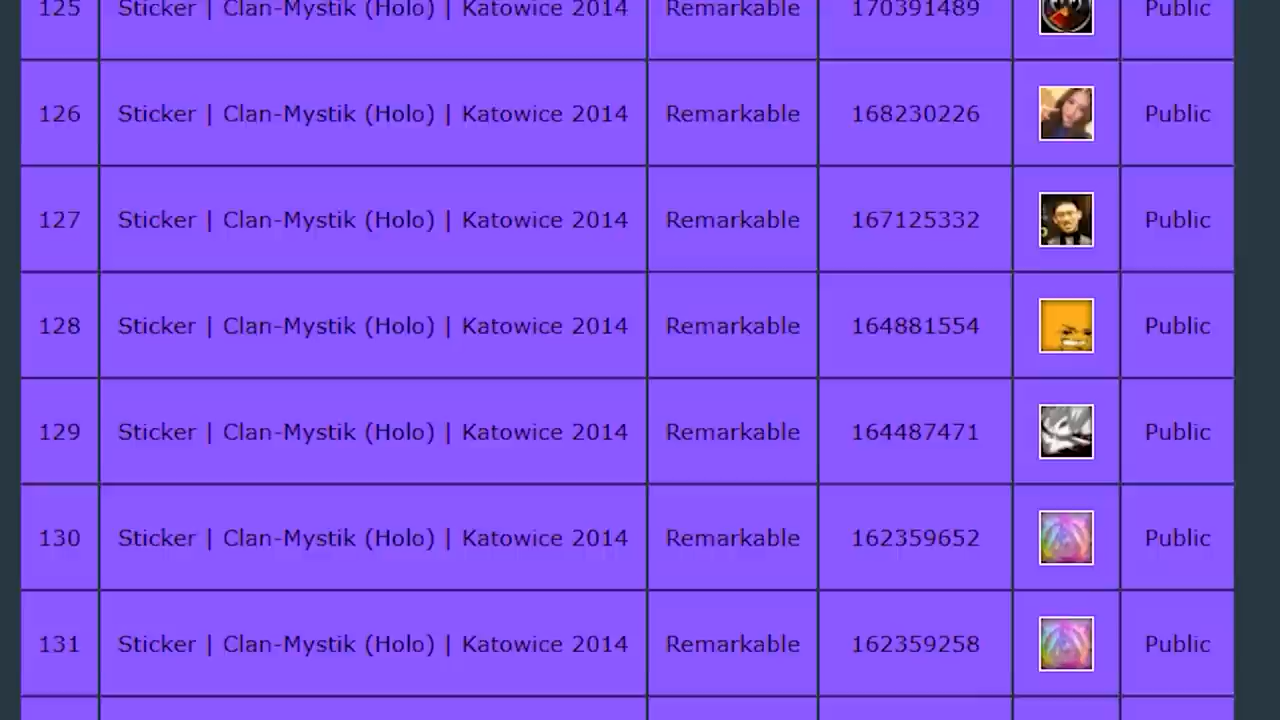 125 Sticker | Clan-Mystik (Holo) | Katowice 2014 Remarkable 170391489 Public
126 Sticker | Clan-Mystik (Holo) | Katowice 2014 Remarkable 168230226 Public
127 Sticker | Clan-Mystik (Holo) | Katowice 2014 Remarkable 167125332 Public
128 Sticker | Clan-Mystik (Holo) | Katowice 2014 Remarkable 164881554 Public
129 Sticker | Clan-Mystik (Holo) | Katowice 2014 Remarkable 164487471 Public
130 Sticker | Clan-Mystik (Holo) | Katowice 2014 Remarkable 162359652 Public
131 Sticker | Clan-Mystik (Holo) | Katowice 2014 Remarkable 162359258 Public